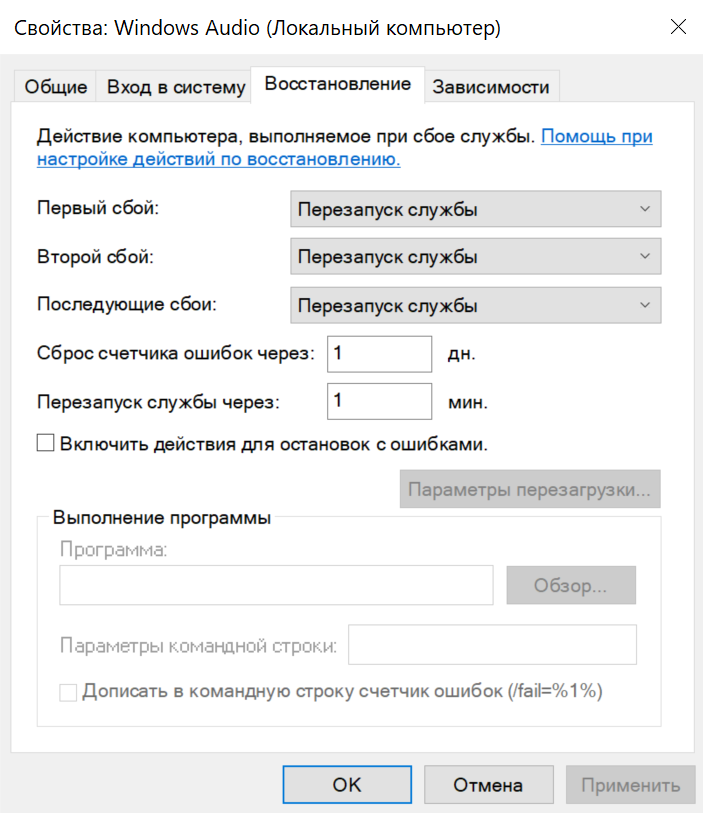 Свойства: Windows Audio (Локальный компьютер)
Общие Вход в систему Восстановление Зависимости
Действие компьютера, выполняемое при сбое службы. Помощь при
настройке действий по восстановлению.
Первый сбой: Перезапуск службы
Второй сбой: Перезапуск службы
Последующие сбои: Перезапуск службы
Сброс счетчика ошибок через: 1 дн.
Перезапуск службы через: 1 мин.
Включить действия для остановок с ошибками.
Параметры перезагрузки...
Выполнение программы
Программа:
Обзор...
Параметры командной строки:
Дописать в командную строку счетчик ошибок (/fail=%1%)
OK Отмена Применить